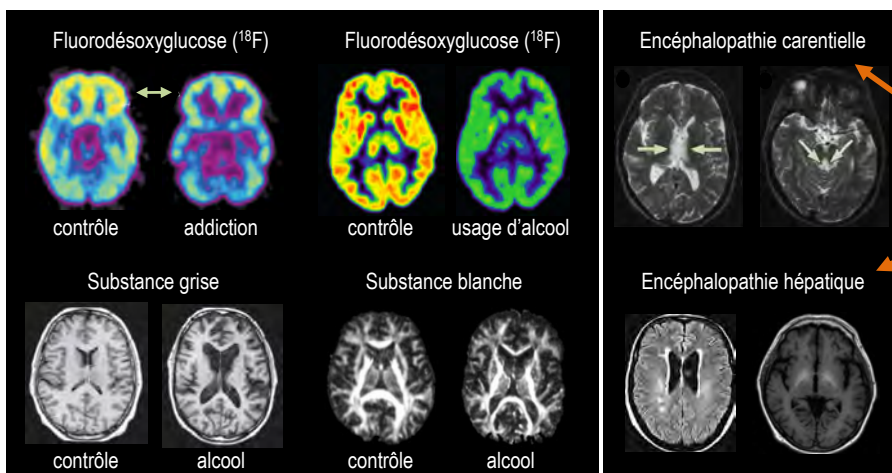 Fluorodésoxyglucose (¹⁸F)
Fluorodésoxyglucose (¹⁸F)
Encéphalopathie carentielle
contrôle
addiction
contrôle
usage d'alcool
Substance grise
Substance blanche
Encéphalopathie hépatique
contrôle
alcool
contrôle
alcool